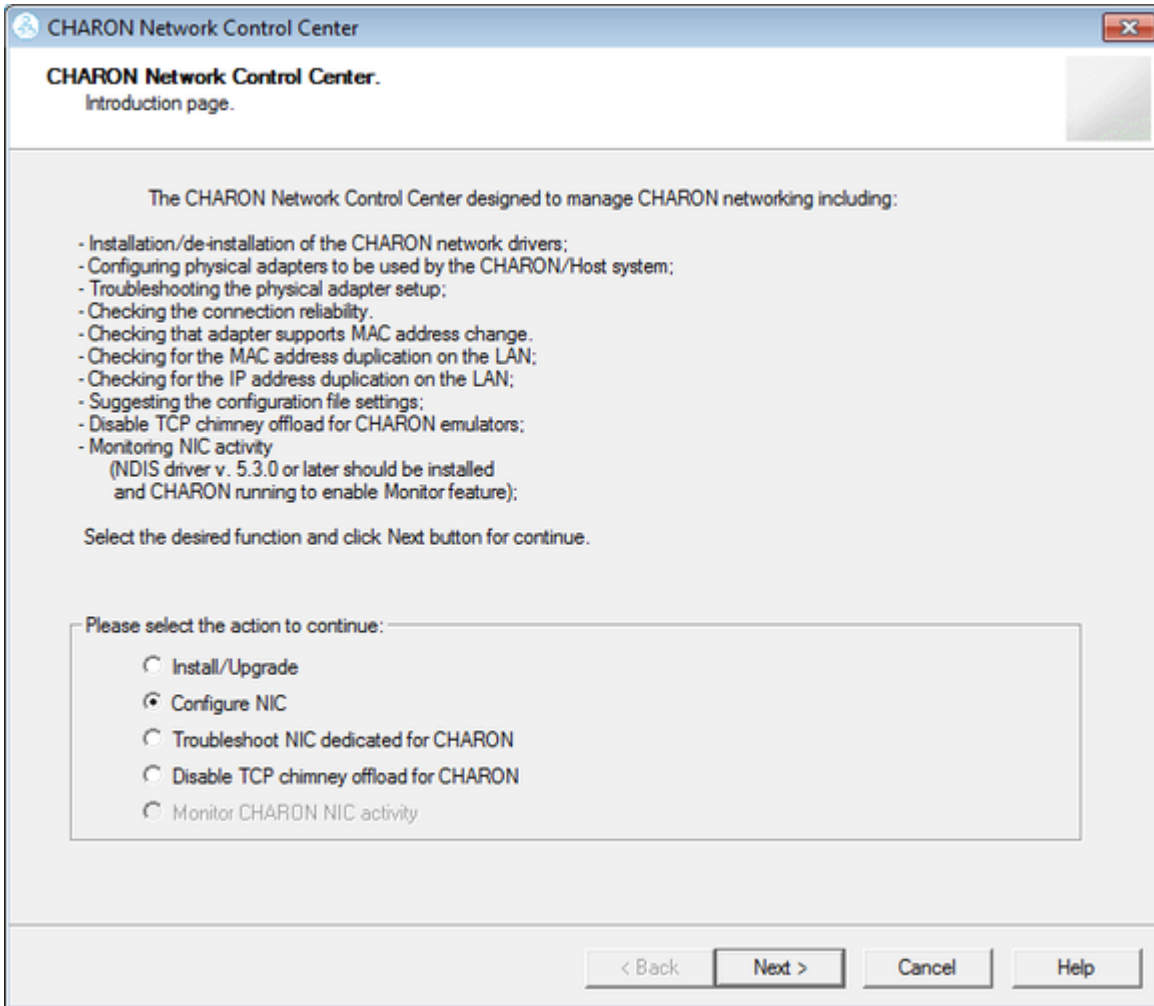 CHARON Network Control Center
CHARON Network Control Center.
Introduction page.
The CHARON Network Control Center designed to manage CHARON networking including:
- Installation/de-installation of the CHARON network drivers;
- Configuring physical adapters to be used by the CHARON/Host system;
- Troubleshooting the physical adapter setup;
- Checking the connection reliability.
- Checking that adapter supports MAC address change.
- Checking for the MAC address duplication on the LAN;
- Checking for the IP address duplication on the LAN;
- Suggesting the configuration file settings;
- Disable TCP chimney offload for CHARON emulators;
- Monitoring NIC activity
(NDIS driver v. 5.3.0 or later should be installed
and CHARON running to enable Monitor feature);
Select the desired function and click Next button for continue.
Please select the action to continue:
Install/Upgrade
Configure NIC
Troubleshoot NIC dedicated for CHARON
Disable TCP chimney offload for CHARON
Monitor CHARON NIC activity
< Back Next > Cancel Help